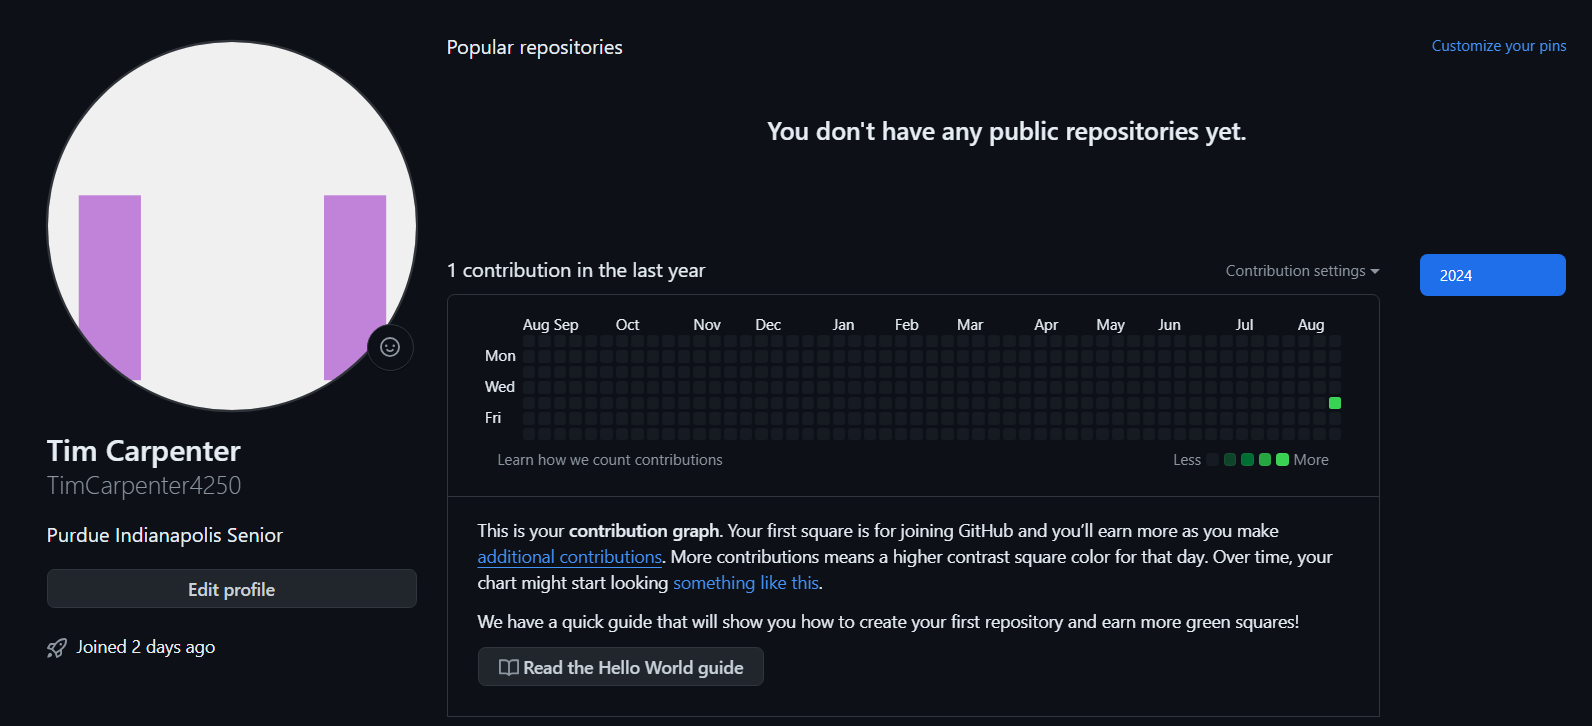 Popular repositories
Customize your pins
You don't have any public repositories yet.
1 contribution in the last year
Contribution settings
2024
Aug Sep Oct Nov Dec Jan Feb Mar Apr May Jun Jul Aug
Mon
Wed
Fri
Learn how we count contributions
Less More
Tim Carpenter
TimCarpenter4250
Purdue Indianapolis Senior
Edit profile
Joined 2 days ago
This is your contribution graph. Your first square is for joining GitHub and you’ll earn more as you make
additional contributions. More contributions means a higher contrast square color for that day. Over time, your
chart might start looking something like this.
We have a quick guide that will show you how to create your first repository and earn more green squares!
Read the Hello World guide